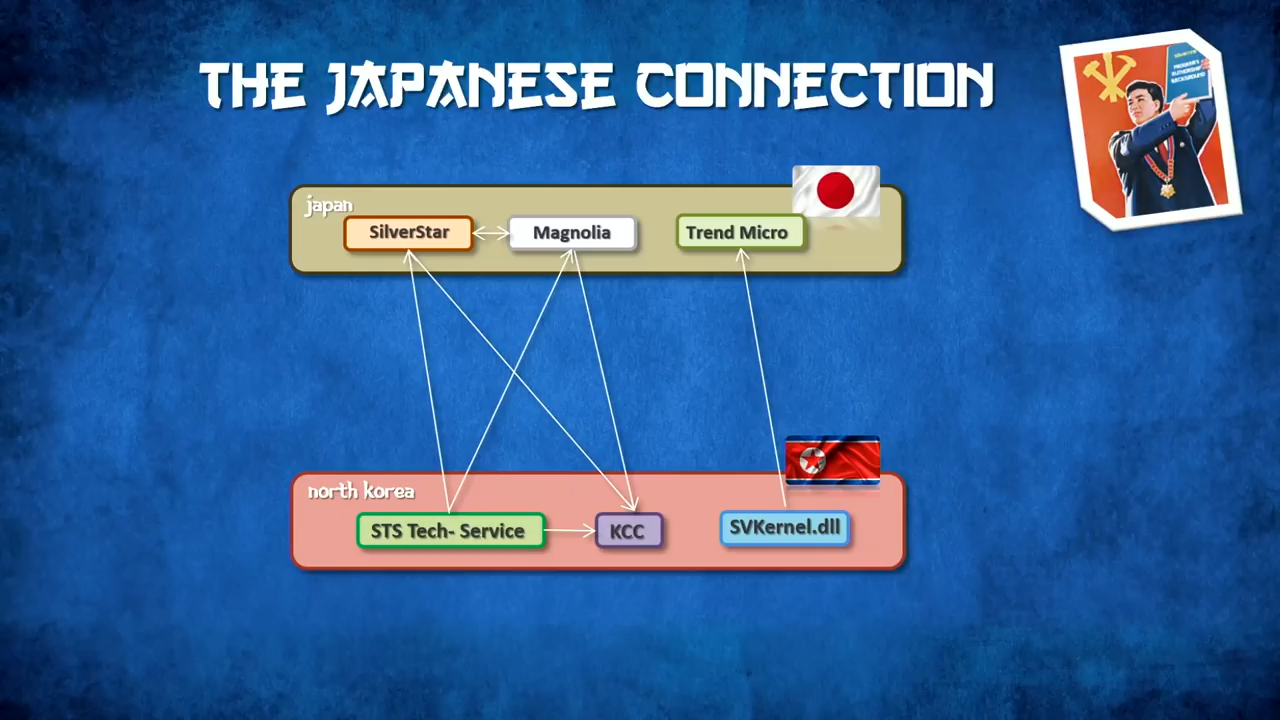 THE JAPANESE CONNECTION
japan
SilverStar
Magnolia
Trend Micro
north korea
STS Tech- Service
KCC
SVKernel.dll